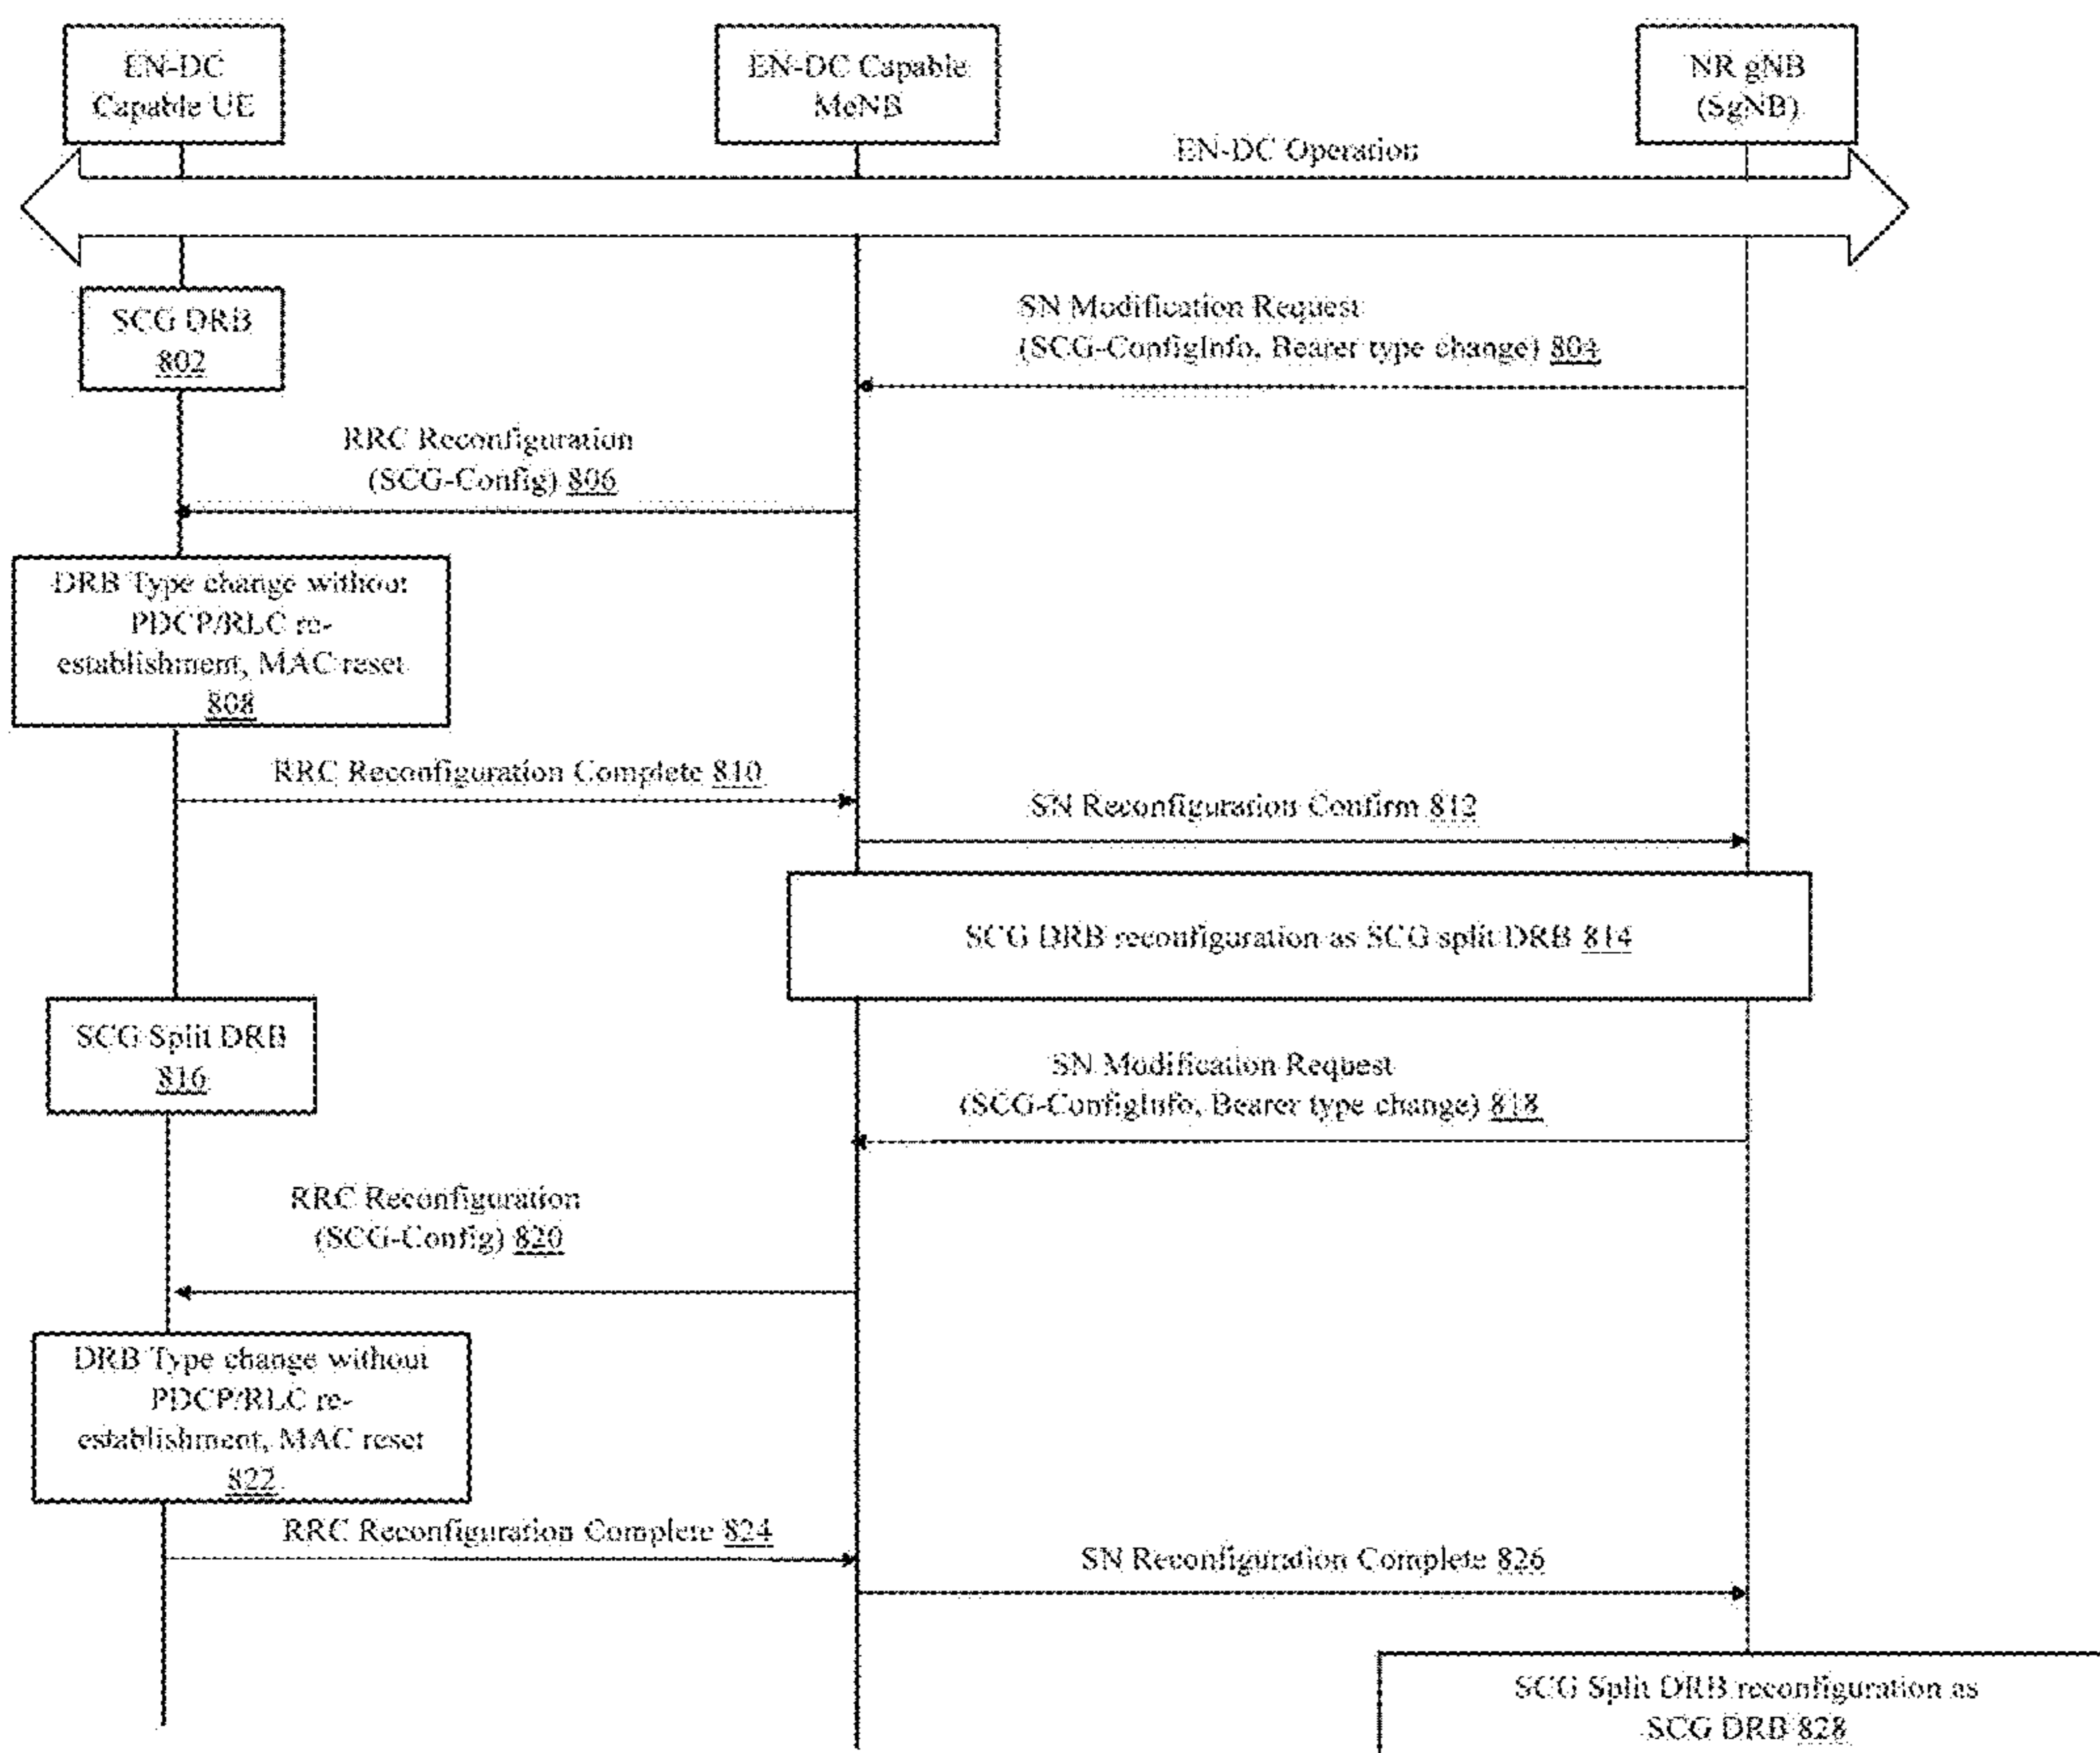 EN-DC
Capable UE
EN-DC Capable
MeNB
NR gNB
(SgNB)
EN-DC Operation
SCG DRB
802
SN Modification Request
(SCG-ConfigInfo, Bearer type change) 804
RRC Reconfiguration
(SCG-Config) 806
DRB Type change without
PDCP/RLC re-
establishment, MAC reset
808
RRC Reconfiguration Complete 810
SN Reconfiguration Confirm 812
SCG DRB reconfiguration as SCG split DRB 814
SCG Split DRB
816
SN Modification Request
(SCG-ConfigInfo, Bearer type change) 818
RRC Reconfiguration
(SCG-Config) 820
DRB Type change without
PDCP/RLC re-
establishment, MAC reset
822
RRC Reconfiguration Complete 824
SN Reconfiguration Complete 826
SCG Split DRB reconfiguration as
SCG DRB 828